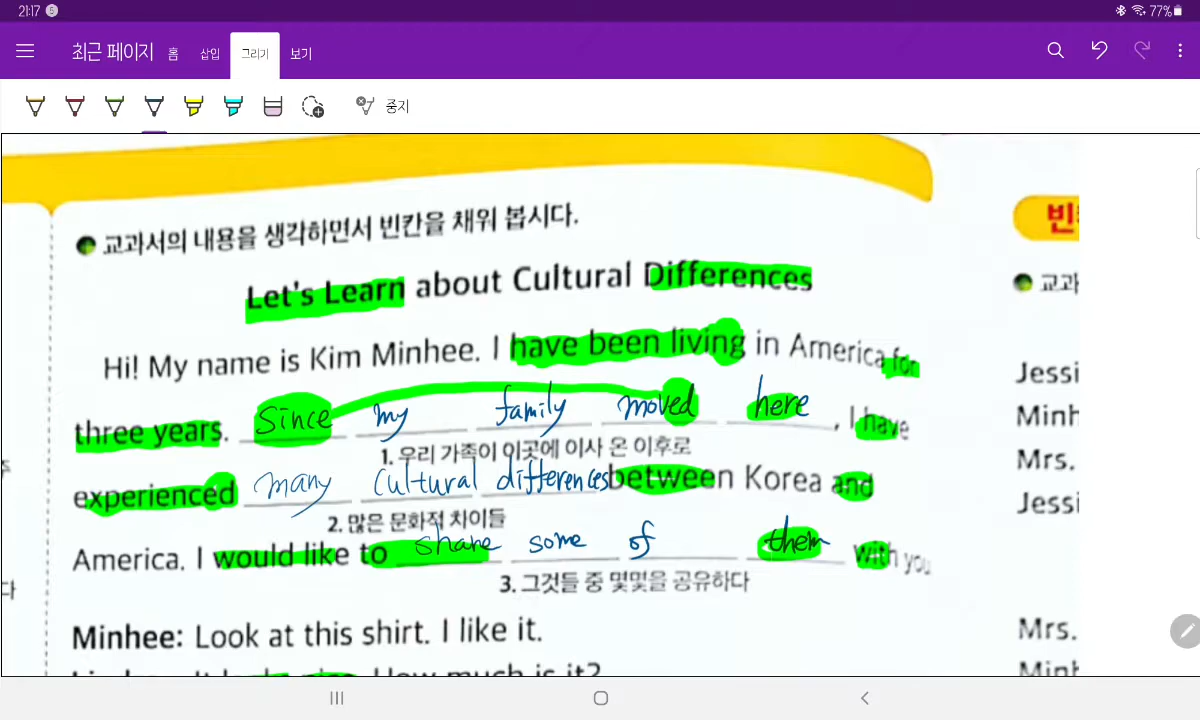 21:17 S 77%
최근 페이지 홈 삽입 그리기 보기
중지
교과서의 내용을 생각하면서 빈칸을 채워 봅시다.
Let's Learn about Cultural Differences
Hi! My name is Kim Minhee. I have been living in America for
three years. Since my family moved here, I have
1. 우리 가족이 이곳에 이사 온 이후로
experienced many cultural differences between Korea and
2. 많은 문화적 차이들
America. I would like to share some of them with you
3. 그것들 중 몇몇을 공유하다
Minhee: Look at this shirt. I like it.
How much is it?
다
빈
교과
Jessi
Minh
Mrs.
Jessi
Mrs.
Minh